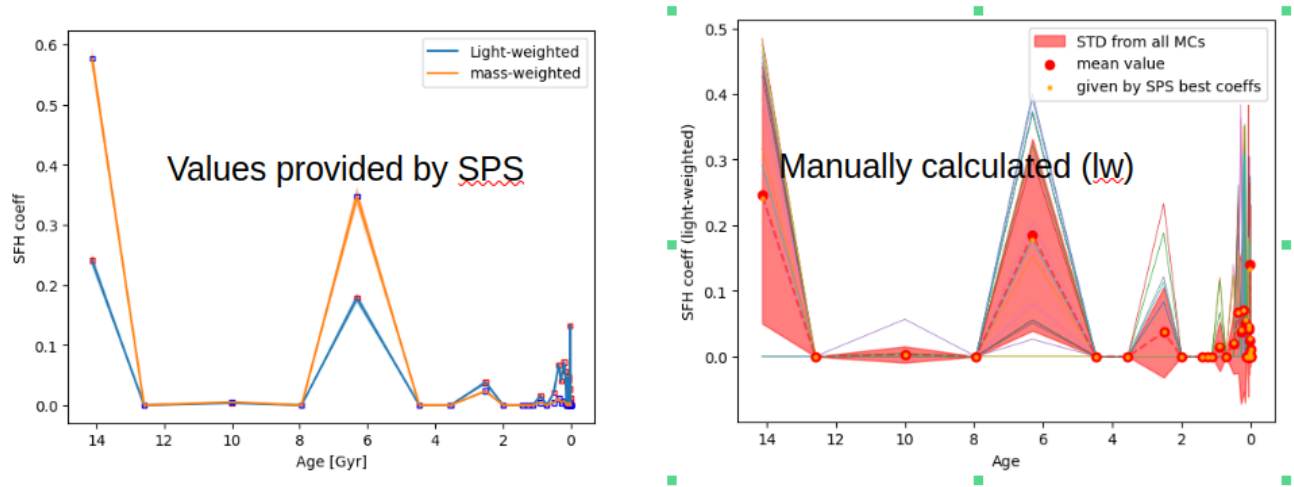 Light-weighted
mass-weighted
Values provided by SPS
SFH coeff
0.6
0.5
0.4
0.3
0.2
0.1
0.0
14
12
10
8
6
4
2
0
Age [Gyr]
STD from all MCs
mean value
given by SPS best coeffs
Manually calculated (lw)
SFH coeff (light-weighted)
0.5
0.4
0.3
0.2
0.1
0.0
14
12
10
8
6
4
2
0
Age